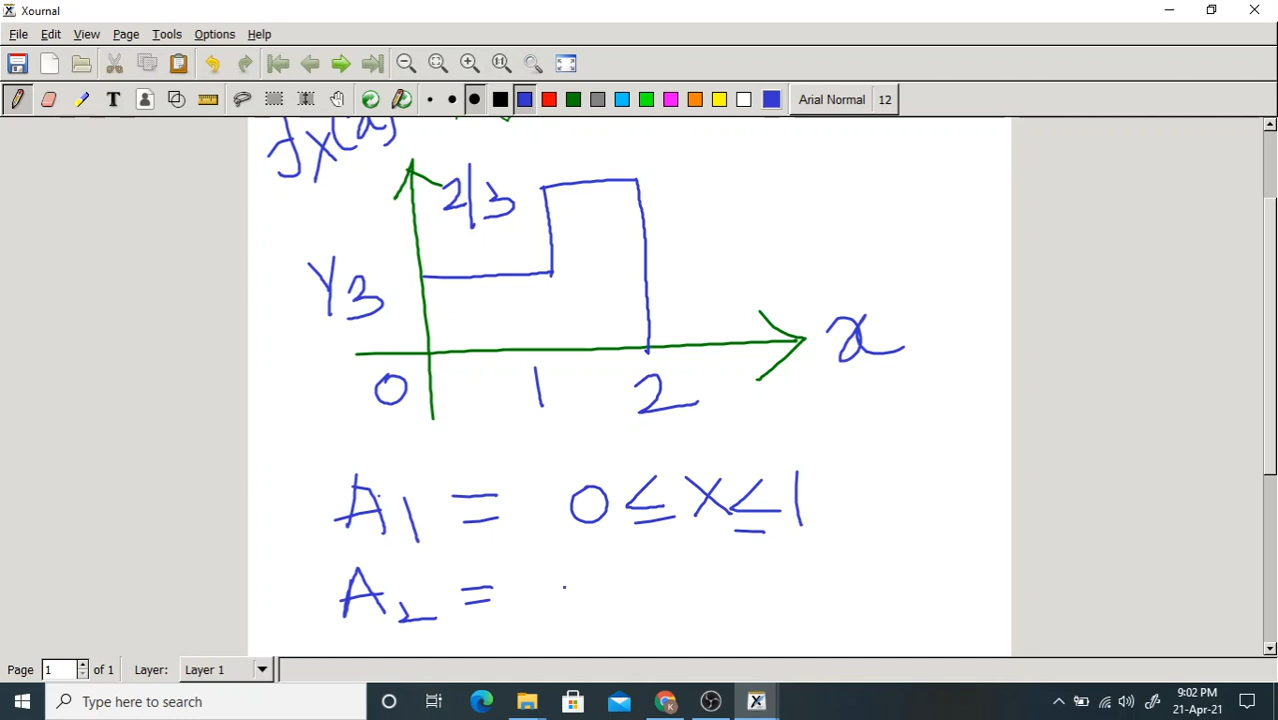 Xournal
File Edit View Page Tools Options Help
Arial Normal 12
fX(x)
2/3
1/3
x
0 1 2
A1 = 0 ≤ X ≤ 1
A2 =
Page 1 of 1 Layer: Layer 1
Type here to search
9:02 PM
21-Apr-21